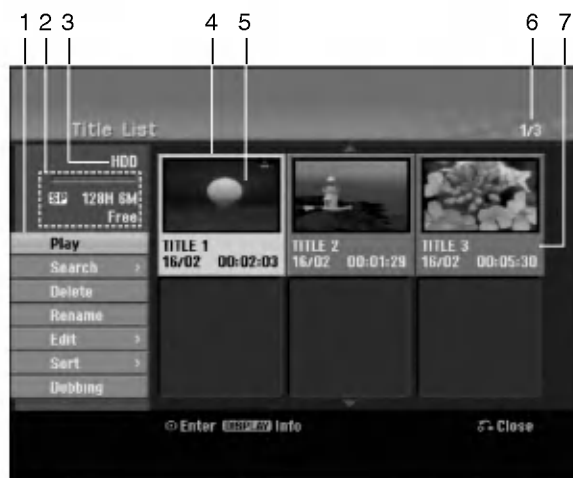 1 2 3 4 5 6 7
Title List
1/3
HDD
SP 128H 6M
Free
Play
Search ›
Delete
Rename
Edit ›
Sort ›
Dubbing
TITLE 1
16/02 00:02:03
TITLE 2
16/02 00:01:29
TITLE 3
16/02 00:05:30
Enter DISPLAY Info
Close